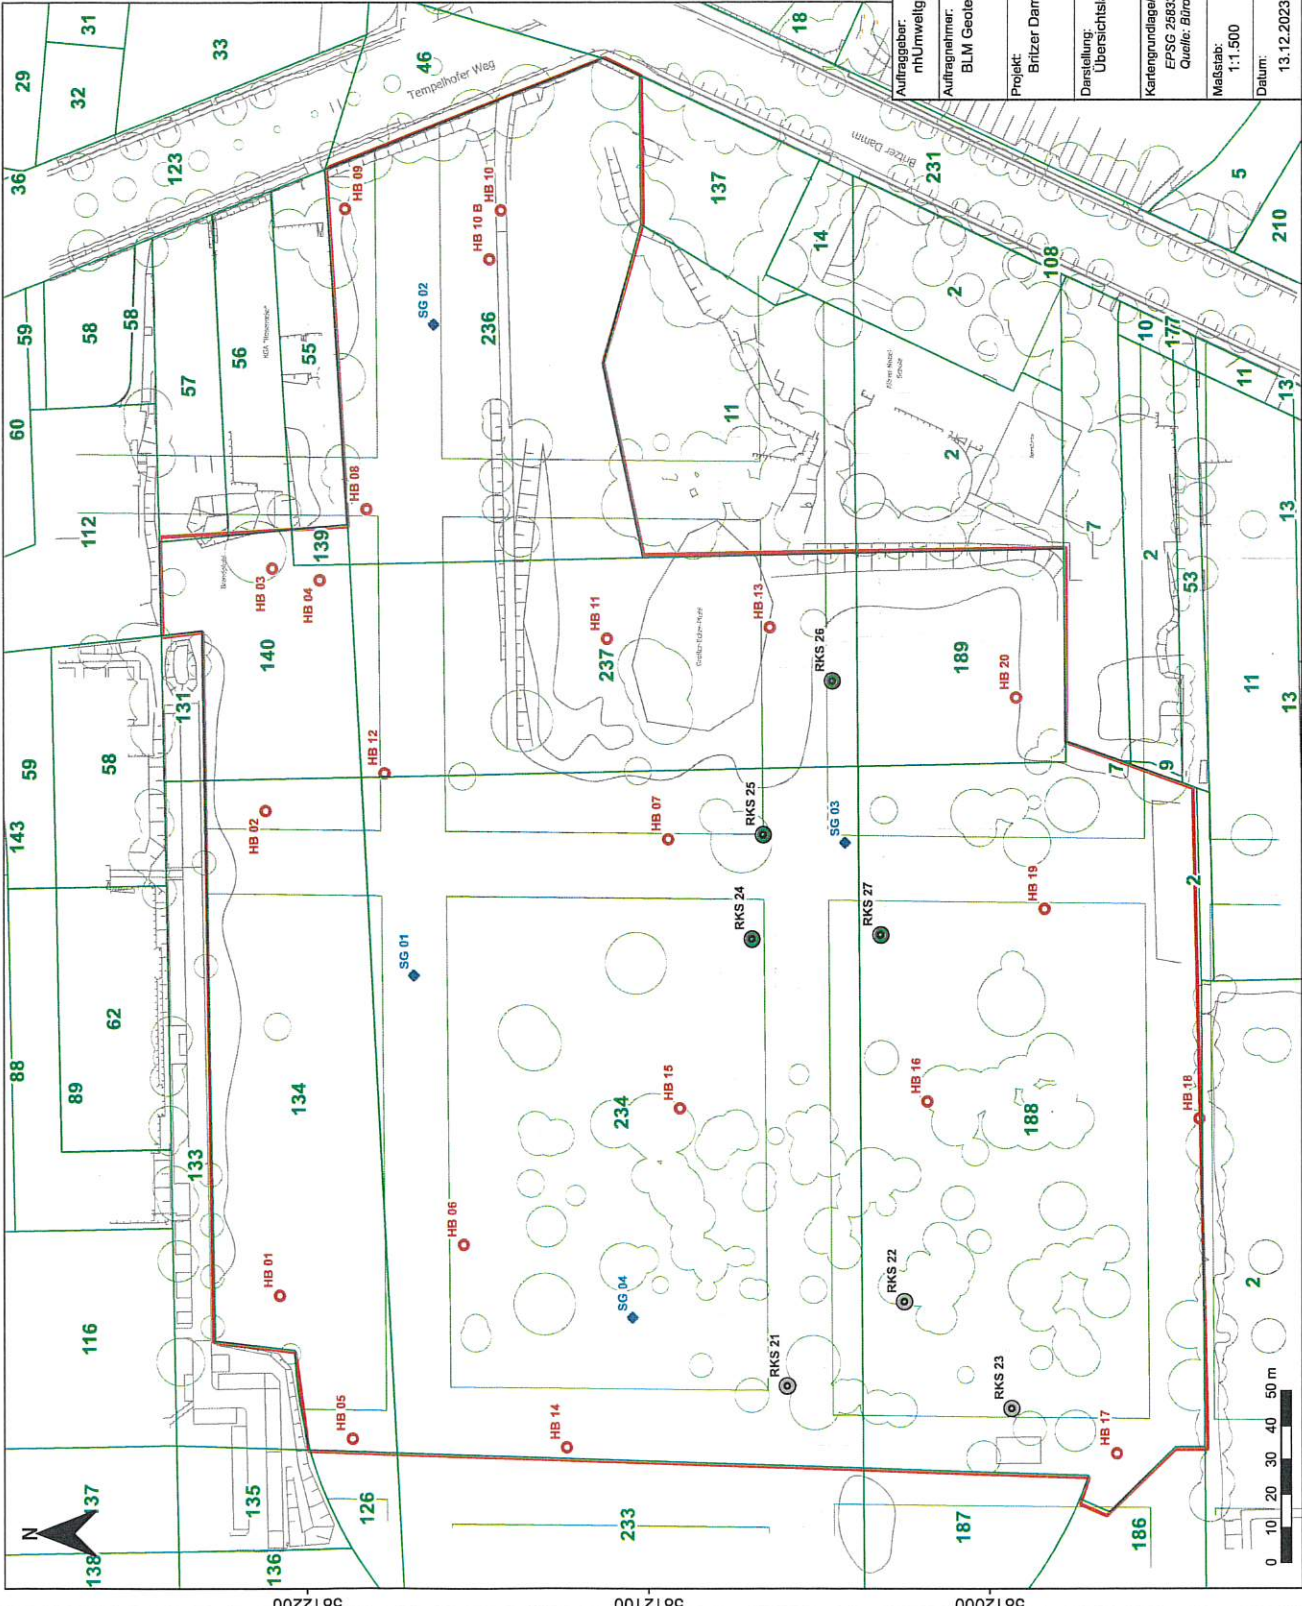 29
31
32
33
36
123
46
Tempelhofer Weg
18
Auftraggeber:
nhUmweltg
Auftragnehmer:
BLM Geote
Projekt:
Britzer Dam
Darstellung:
Übersichtsl
Kartengrundlage
EPSG 2583
Quelle: Büro
Maßstab:
1:1.500
Datum:
13.12.2023
59
58
58
60
57
56
55
HB 09
HB 10 B
HB 10
SG 02
236
137
14
231
Britzer Damm
5
210
108
2
10
177
11
13
112
139
HB 08
HB 03
HB 04
140
11
2
7
2
53
13
11
13
HB 11
237
HB 13
RKS 26
189
HB 20
59
58
131
143
HB 12
HB 02
HB 07
RKS 25
SG 03
7
9
2
88
89
62
133
134
SG 01
RKS 24
RKS 27
HB 19
234
HB 15
HB 16
188
HB 18
116
HB 01
HB 06
SG 04
RKS 21
RKS 22
RKS 23
2
HB 05
HB 14
HB 17
N
137
138
135
136
126
233
187
186
0 10 20 30 40 50 m
5812200
5812100
5812000